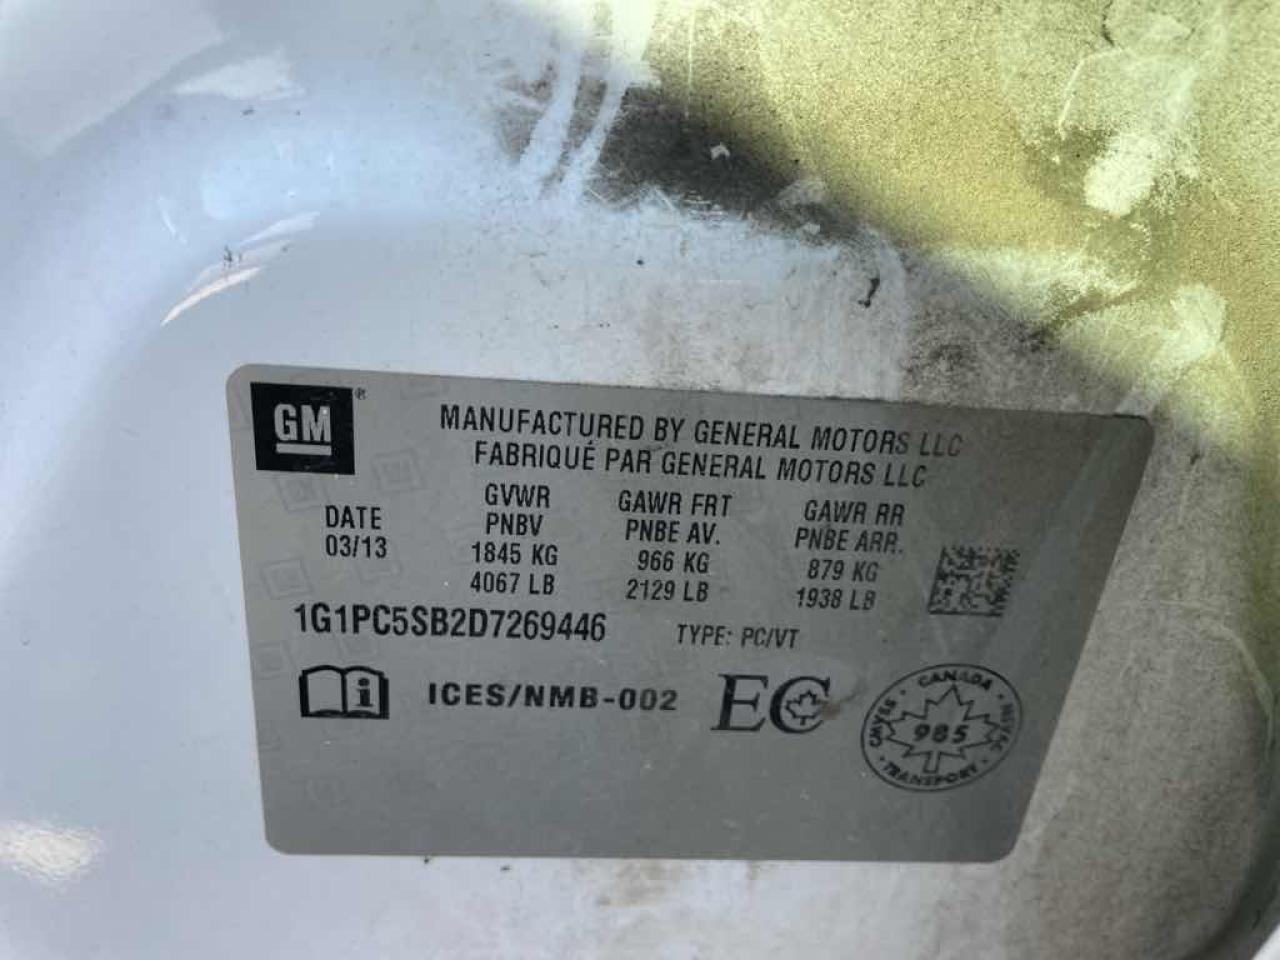 GM®
MANUFACTURED BY GENERAL MOTORS LLC
FABRIQUÉ PAR GENERAL MOTORS LLC
DATE
03/13
GVWR
PNBV
1845 KG
4067 LB
GAWR FRT
PNBE AV.
966 KG
2129 LB
GAWR RR
PNBE ARR.
879 KG
1938 LB
1G1PC5SB2D7269446
TYPE: PC/VT
i
ICES/NMB-002
EC
CANADA
CMVSS
985
NSVAC
TRANSPORT